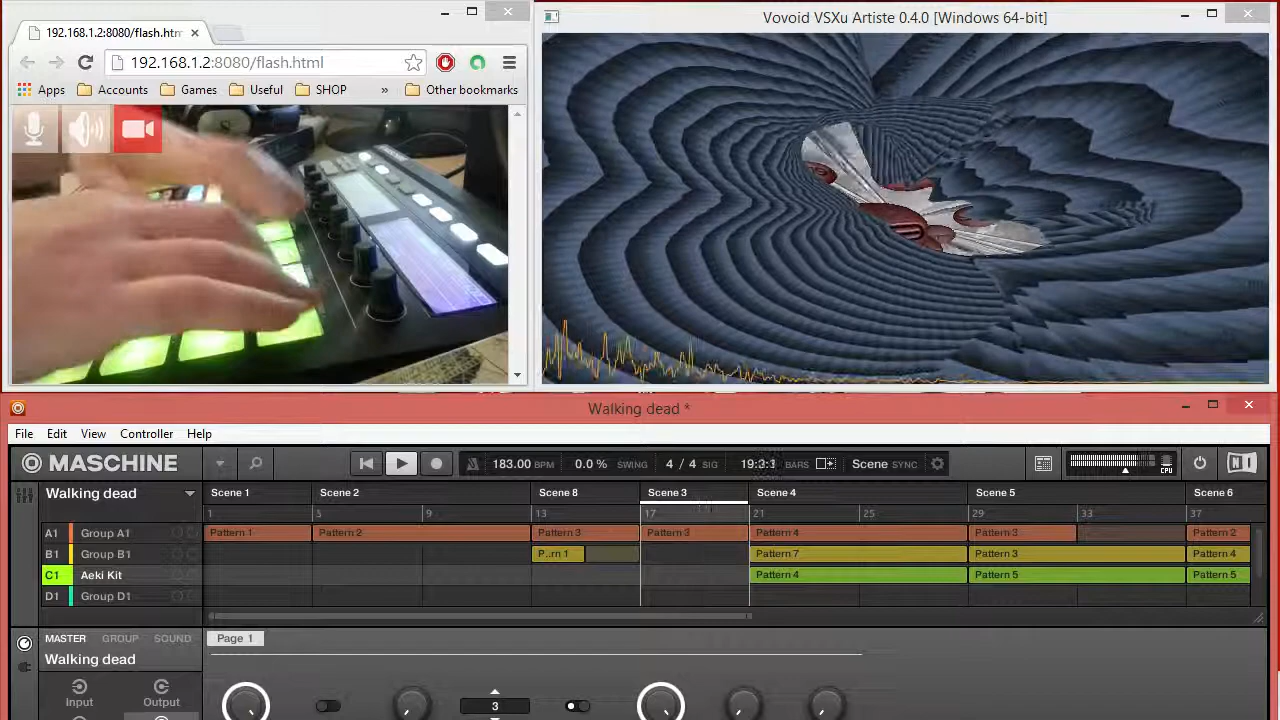 192.168.1.2:8080/flash.htm
192.168.1.2:8080/flash.html
Apps Accounts Games Useful SHOP » Other bookmarks
Vovoid VSXu Artiste 0.4.0 [Windows 64-bit]
Walking dead *
File Edit View Controller Help
MASCHINE 183.00 BPM 0.0 % SWING 4 / 4 SIG 19:3:1 BARS Scene SYNC CPU NI
Walking dead Scene 1 Scene 2 Scene 8 Scene 3 Scene 4 Scene 5 Scene 6
1 5 9 13 17 21 25 29 33 37
A1 Group A1 Pattern 1 Pattern 2 Pattern 3 Pattern 3 Pattern 4 Pattern 3 Pattern 2
B1 Group B1 P..rn 1 Pattern 7 Pattern 3 Pattern 4
C1 Aeki Kit Pattern 4 Pattern 5 Pattern 5
D1 Group D1
MASTER GROUP SOUND Page 1
Walking dead
Input Output
3